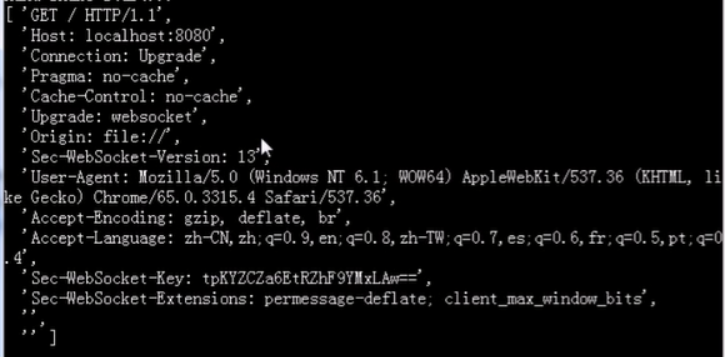 [ 'GET / HTTP/1.1',
'Host: localhost:8080',
'Connection: Upgrade',
'Pragma: no-cache',
'Cache-Control: no-cache',
'Upgrade: websocket',
'Origin: file://',
'Sec-WebSocket-Version: 13',
'User-Agent: Mozilla/5.0 (Windows NT 6.1; WOW64) AppleWebKit/537.36 (KHTML, li
ke Gecko) Chrome/65.0.3315.4 Safari/537.36',
'Accept-Encoding: gzip, deflate, br',
'Accept-Language: zh-CN,zh;q=0.9,en;q=0.8,zh-TW;q=0.7,es;q=0.6,fr;q=0.5,pt;q=0
.4',
'Sec-WebSocket-Key: tpKYZCZa6EtRZhF9YMxLAw==',
'Sec-WebSocket-Extensions: permessage-deflate; client_max_window_bits',
'',
'' ]